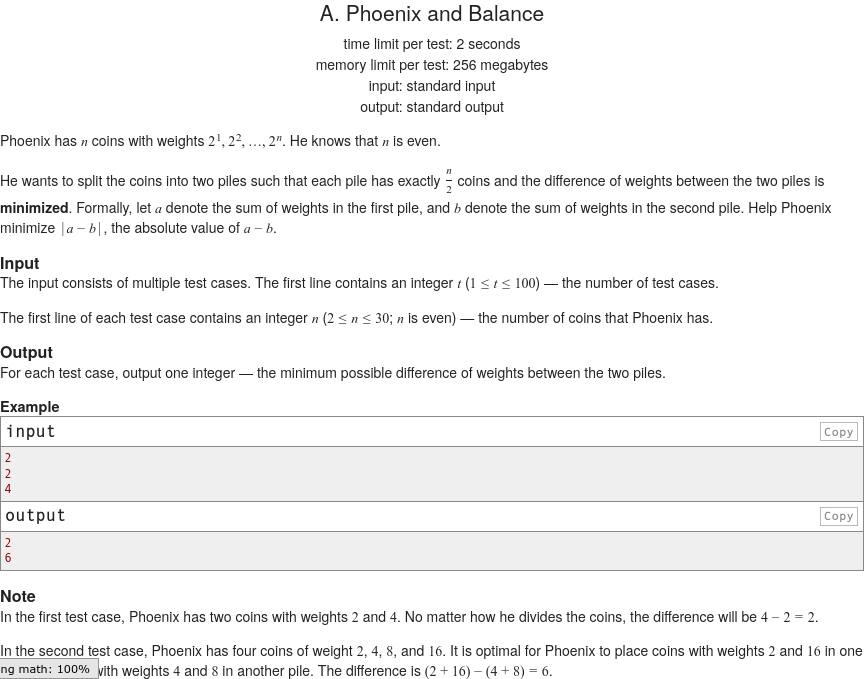 A. Phoenix and Balance
time limit per test: 2 seconds
memory limit per test: 256 megabytes
input: standard input
output: standard output
Phoenix has n coins with weights 2^1, 2^2, …, 2^n. He knows that n is even.
He wants to split the coins into two piles such that each pile has exactly n/2 coins and the difference of weights between the two piles is
minimized. Formally, let a denote the sum of weights in the first pile, and b denote the sum of weights in the second pile. Help Phoenix
minimize |a − b|, the absolute value of a − b.
Input
The input consists of multiple test cases. The first line contains an integer t (1 ≤ t ≤ 100) — the number of test cases.
The first line of each test case contains an integer n (2 ≤ n ≤ 30; n is even) — the number of coins that Phoenix has.
Output
For each test case, output one integer — the minimum possible difference of weights between the two piles.
Example
input Copy
2
2
4
output Copy
2
6
Note
In the first test case, Phoenix has two coins with weights 2 and 4. No matter how he divides the coins, the difference will be 4 − 2 = 2.
In the second test case, Phoenix has four coins of weight 2, 4, 8, and 16. It is optimal for Phoenix to place coins with weights 2 and 16 in one
ng math: 100% with weights 4 and 8 in another pile. The difference is (2 + 16) − (4 + 8) = 6.